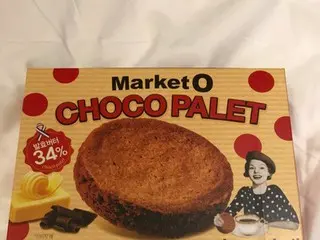 Market O
CHOCO PALET
발효버터
34%